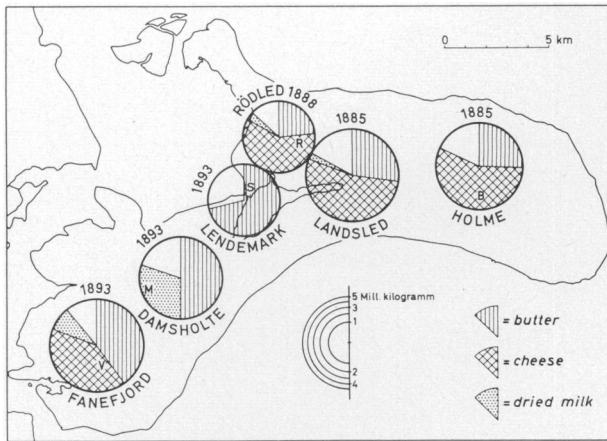 0 5 km
RÖDLED 1888
R
1885
LANDSLED
1885
B
HOLME
1893
S
LENDEMARK
1893
M
DAMSHOLTE
1893
V
FANEFJORD
5 Mill. kilogramm
3
1
2
4
= butter
= cheese
= dried milk